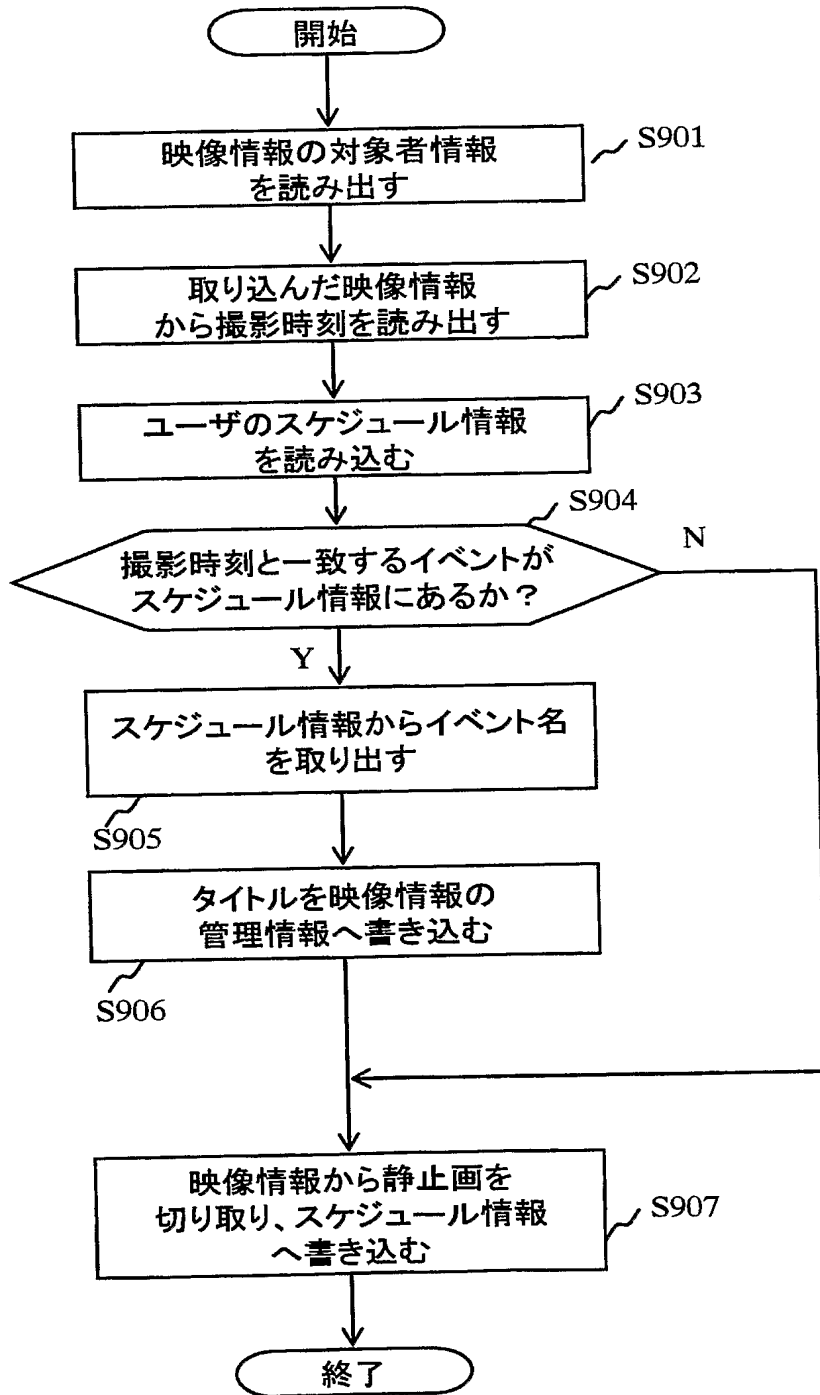 開始
映像情報の対象者情報
を読み出す
S901
取り込んだ映像情報
から撮影時刻を読み出す
S902
ユーザのスケジュール情報
を読み込む
S903
S904
撮影時刻と一致するイベントが
スケジュール情報にあるか?
N
Y
スケジュール情報からイベント名
を取り出す
S905
タイトルを映像情報の
管理情報へ書き込む
S906
映像情報から静止画を
切り取り、スケジュール情報
へ書き込む
S907
終了